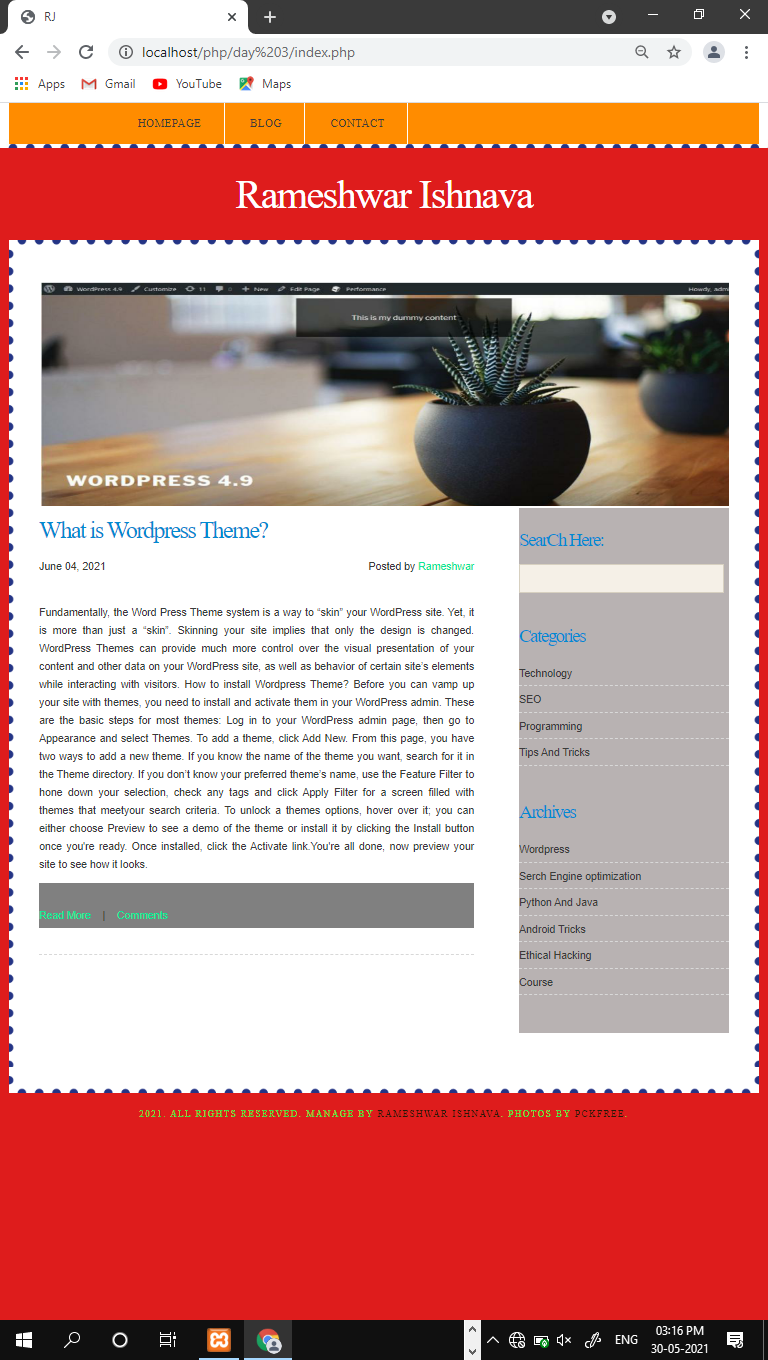 RJ
localhost/php/day%203/index.php
Apps Gmail YouTube Maps
HOMEPAGE BLOG CONTACT
Rameshwar Ishnava
WordPress 4.9 Customize 11 0 New Edit Page Performance Howdy, adm
This is my dummy content
WORDPRESS 4.9
What is Wordpress Theme?
June 04, 2021 Posted by Rameshwar
Fundamentally, the Word Press Theme system is a way to “skin” your WordPress site. Yet, it
is more than just a “skin”. Skinning your site implies that only the design is changed.
WordPress Themes can provide much more control over the visual presentation of your
content and other data on your WordPress site, as well as behavior of certain site’s elements
while interacting with visitors. How to install Wordpress Theme? Before you can vamp up
your site with themes, you need to install and activate them in your WordPress admin. These
are the basic steps for most themes: Log in to your WordPress admin page, then go to
Appearance and select Themes. To add a theme, click Add New. From this page, you have
two ways to add a new theme. If you know the name of the theme you want, search for it in
the Theme directory. If you don’t know your preferred theme’s name, use the Feature Filter to
hone down your selection, check any tags and click Apply Filter for a screen filled with
themes that meetyour search criteria. To unlock a themes options, hover over it; you can
either choose Preview to see a demo of the theme or install it by clicking the Install button
once you’re ready. Once installed, click the Activate link.You’re all done, now preview your
site to see how it looks.
Read More | Comments
SearCh Here:
Categories
Technology
SEO
Programming
Tips And Tricks
Archives
Wordpress
Serch Engine optimization
Python And Java
Android Tricks
Ethical Hacking
Course
2021. ALL RIGHTS RESERVED. MANAGE BY RAMESHWAR ISHNAVA. PHOTOS BY PCKFREE.
ENG
03:16 PM
30-05-2021